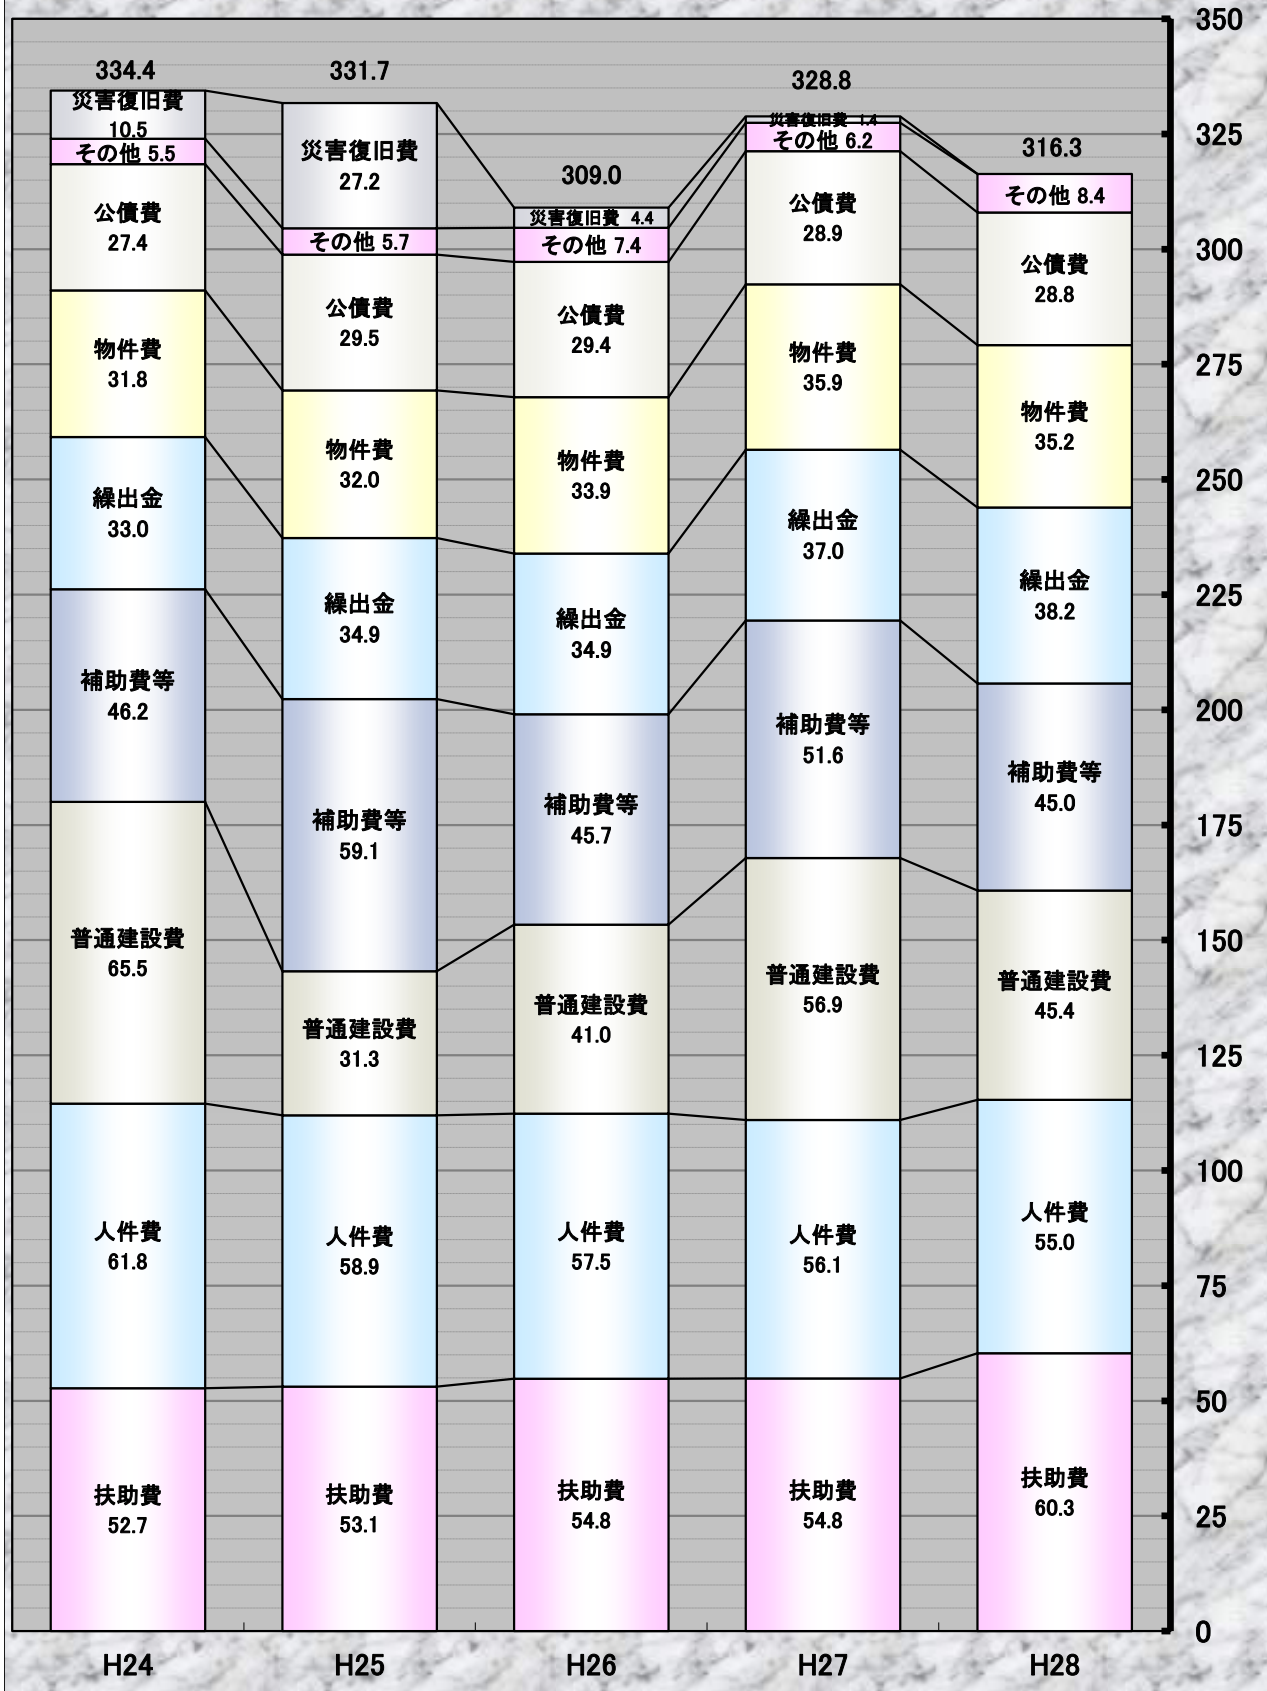 334.4
災害復旧費
10.5
その他 5.5
公債費
27.4
物件費
31.8
繰出金
33.0
補助費等
46.2
普通建設費
65.5
人件費
61.8
扶助費
52.7
H24
331.7
災害復旧費
27.2
その他 5.7
公債費
29.5
物件費
32.0
繰出金
34.9
補助費等
59.1
普通建設費
31.3
人件費
58.9
扶助費
53.1
H25
309.0
災害復旧費 4.4
その他 7.4
公債費
29.4
物件費
33.9
繰出金
34.9
補助費等
45.7
普通建設費
41.0
人件費
57.5
扶助費
54.8
H26
328.8
災害復旧費 1.4
その他 6.2
公債費
28.9
物件費
35.9
繰出金
37.0
補助費等
51.6
普通建設費
56.9
人件費
56.1
扶助費
54.8
H27
316.3
その他 8.4
公債費
28.8
物件費
35.2
繰出金
38.2
補助費等
45.0
普通建設費
45.4
人件費
55.0
扶助費
60.3
H28
350
325
300
275
250
225
200
175
150
125
100
75
50
25
0